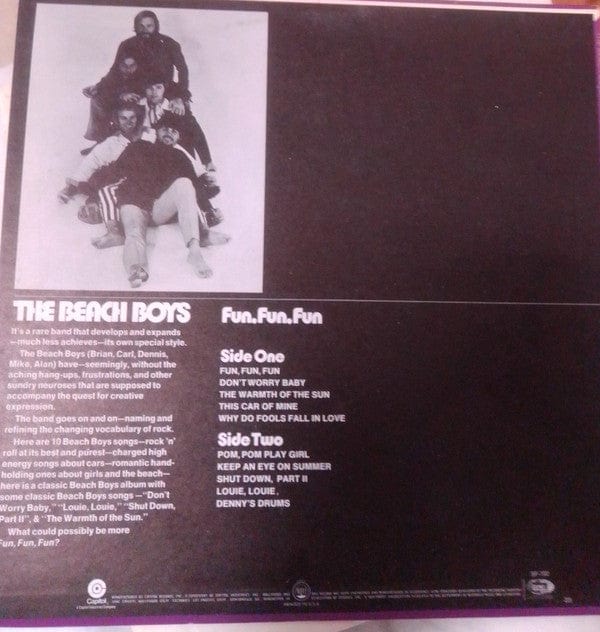 THE BEACH BOYS
It's a rare band that develops and expands
—much less achieves—its own special style.
The Beach Boys (Brian, Carl, Dennis,
Mike, Alan) have—seemingly, without the
aching hang-ups, frustrations, and other
sundry neuroses that are supposed to
accompany the quest for creative
expression.
The band goes on and on—naming and
refining the changing vocabulary of rock.
Here are 10 Beach Boys songs—rock 'n'
roll at its best and purest—charged high
energy songs about cars—romantic hand-
holding ones about girls and the beach—
here is a classic Beach Boys album with
some classic Beach Boys songs—"Don't
Worry Baby," "Louie, Louie," "Shut Down,
Part II", & "The Warmth of the Sun."
What could possibly be more
Fun, Fun, Fun?
Fun, Fun, Fun
Side One
FUN, FUN, FUN
DON'T WORRY BABY
THE WARMTH OF THE SUN
THIS CAR OF MINE
WHY DO FOOLS FALL IN LOVE
Side Two
POM, POM PLAY GIRL
KEEP AN EYE ON SUMMER
SHUT DOWN, PART II
LOUIE, LOUIE,
DENNY'S DRUMS
Capitol
PRINTED IN U.S.A.